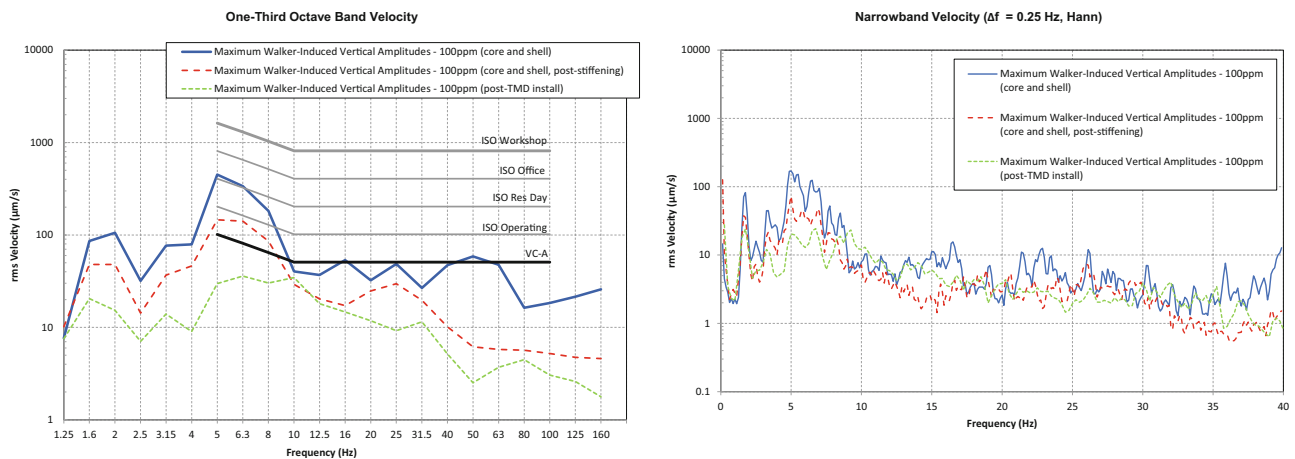 One-Third Octave Band Velocity
10000
1000
100
10
1
rms Velocity (µm/s)
Maximum Walker-Induced Vertical Amplitudes - 100ppm (core and shell)
Maximum Walker-Induced Vertical Amplitudes - 100ppm (core and shell, post-stiffening)
Maximum Walker-Induced Vertical Amplitudes - 100ppm (post-TMD install)
ISO Workshop
ISO Office
ISO Res Day
ISO Operating
VC-A
1.25 1.6 2 2.5 3.15 4 5 6.3 8 10 12.5 16 20 25 31.5 40 50 63 80 100 125 160
Frequency (Hz)
Narrowband Velocity (Δf = 0.25 Hz, Hann)
10000
1000
100
10
1
0.1
rms Velocity (µm/s)
Maximum Walker-Induced Vertical Amplitudes - 100ppm
(core and shell)
Maximum Walker-Induced Vertical Amplitudes - 100ppm
(core and shell, post-stiffening)
Maximum Walker-Induced Vertical Amplitudes - 100ppm
(post-TMD install)
0 5 10 15 20 25 30 35 40
Frequency (Hz)